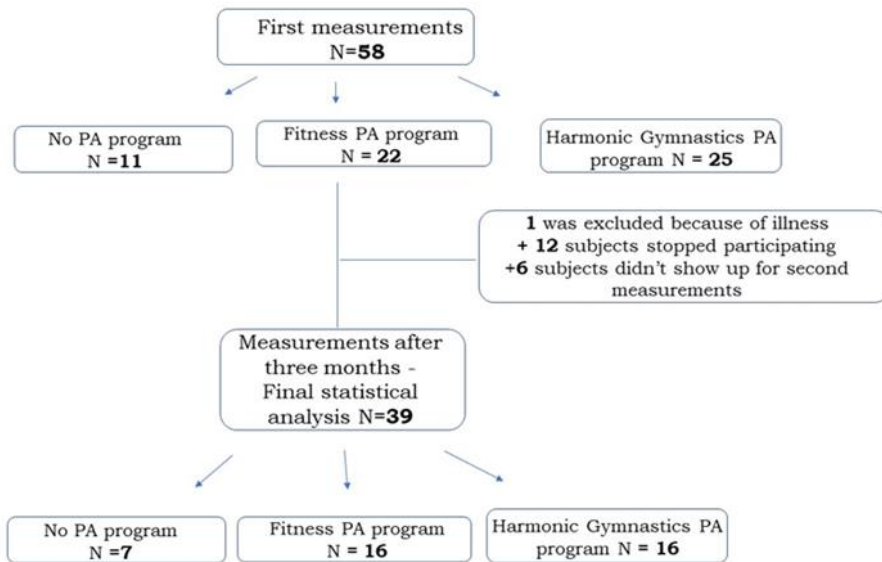 First measurements
N=58
No PA program
N =11
Fitness PA program
N = 22
Harmonic Gymnastics PA
program N = 25
1 was excluded because of illness
+ 12 subjects stopped participating
+6 subjects didn't show up for second
measurements
Measurements after
three months -
Final statistical
analysis N=39
No PA program
N =7
Fitness PA program
N = 16
Harmonic Gymnastics PA
program N = 16